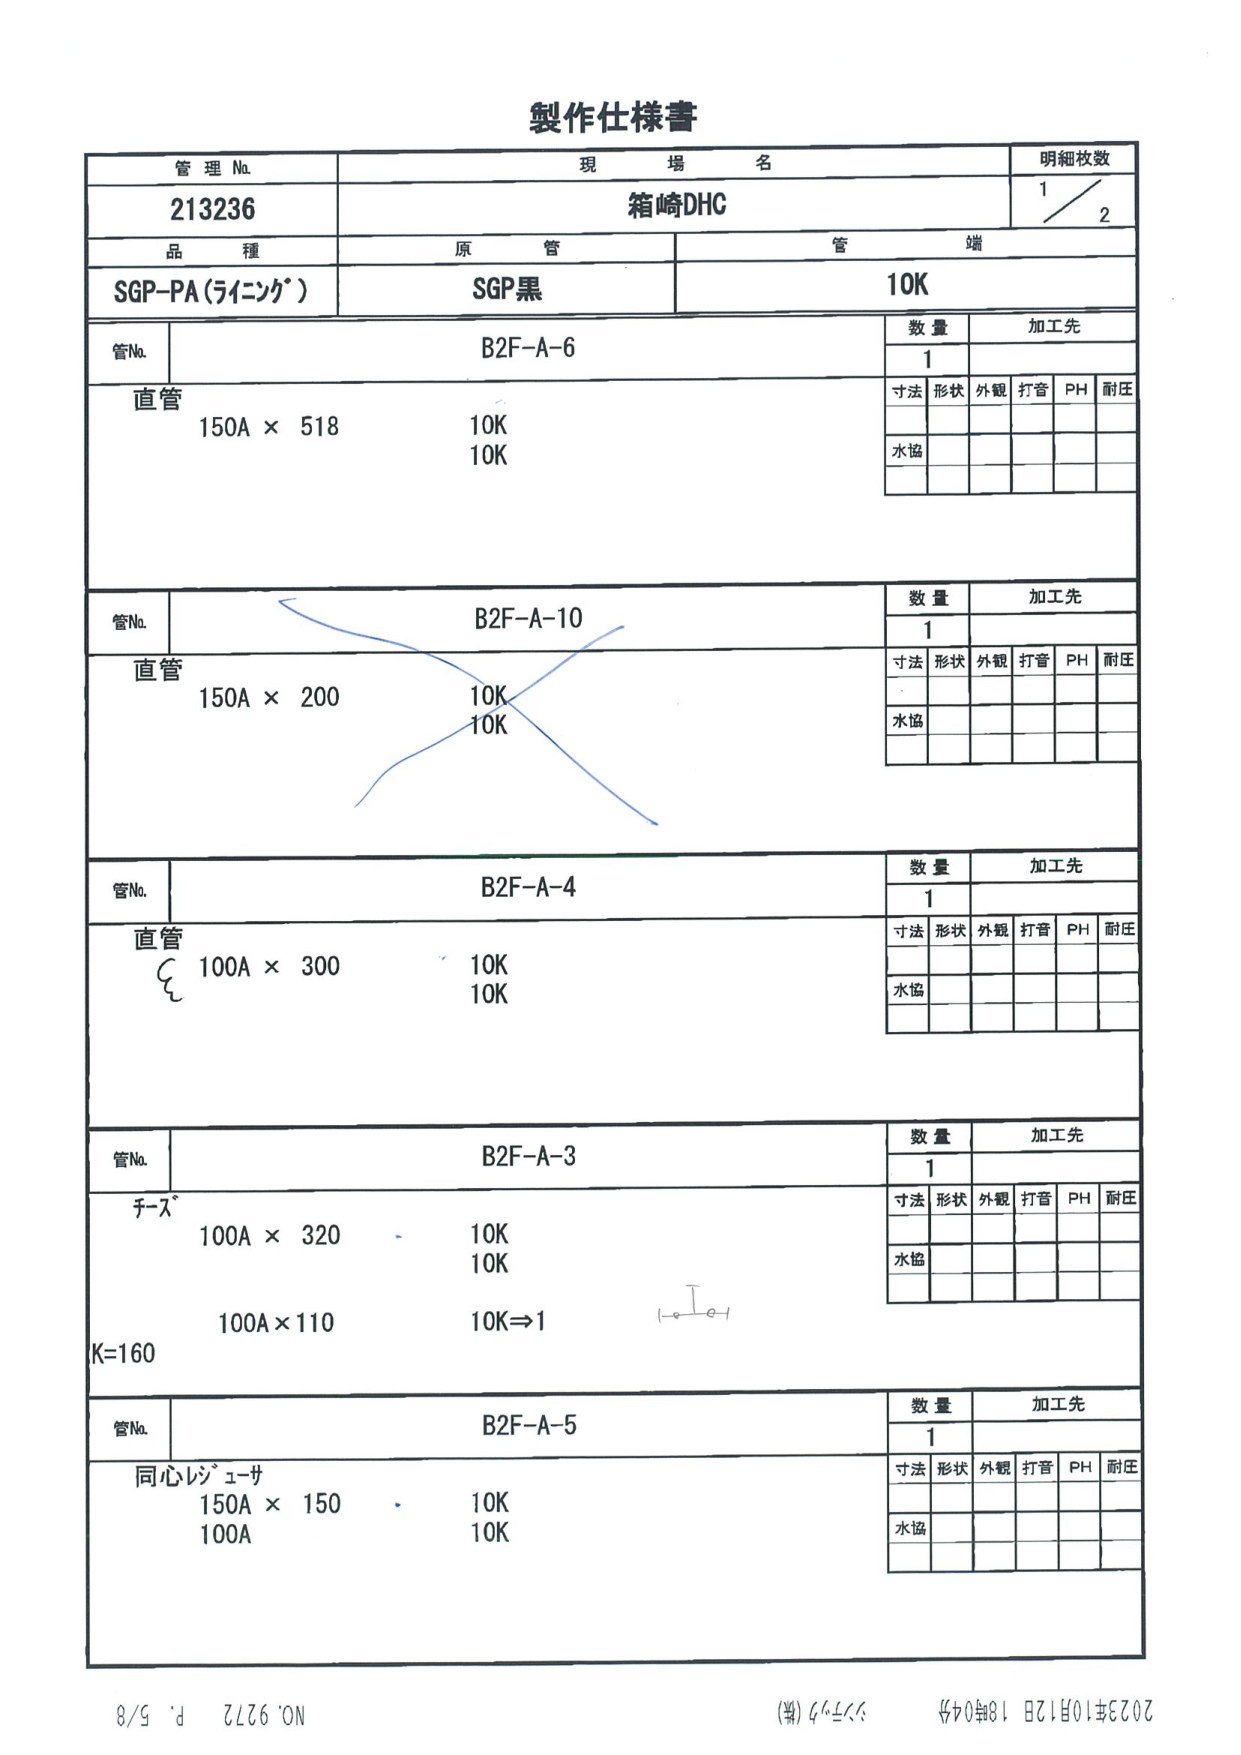 製作仕様書
管 理 №
現 場 名
明細枚数
213236
箱崎DHC
1/2
品 種
原 管
管 端
SGP-PA(ライニング)
SGP黒
10K
管№
B2F-A-6
数 量
加工先
1
直管
寸法 形状 外観 打音 PH 耐圧
150A × 518 10K
10K
水協
管№
B2F-A-10
数 量
加工先
1
直管
寸法 形状 外観 打音 PH 耐圧
150A × 200 10K
10K
水協
管№
B2F-A-4
数 量
加工先
1
直管
寸法 形状 外観 打音 PH 耐圧
100A × 300 10K
10K
水協
管№
B2F-A-3
数 量
加工先
1
チーズ
寸法 形状 外観 打音 PH 耐圧
100A × 320 10K
10K
水協
100A×110 10K⇒1
K=160
管№
B2F-A-5
数 量
加工先
1
同心レジューサ
寸法 形状 外観 打音 PH 耐圧
150A × 150 10K
100A 10K
水協
2023年10月12日 18時04分 シンテック(株) NO. 9272 P. 5/8